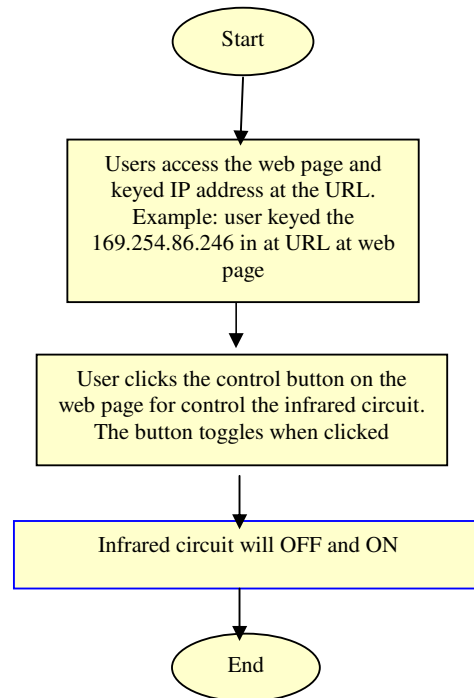 Start
Users access the web page and
keyed IP address at the URL.
Example: user keyed the
169.254.86.246 in at URL at web
page
User clicks the control button on the
web page for control the infrared circuit.
The button toggles when clicked
Infrared circuit will OFF and ON
End